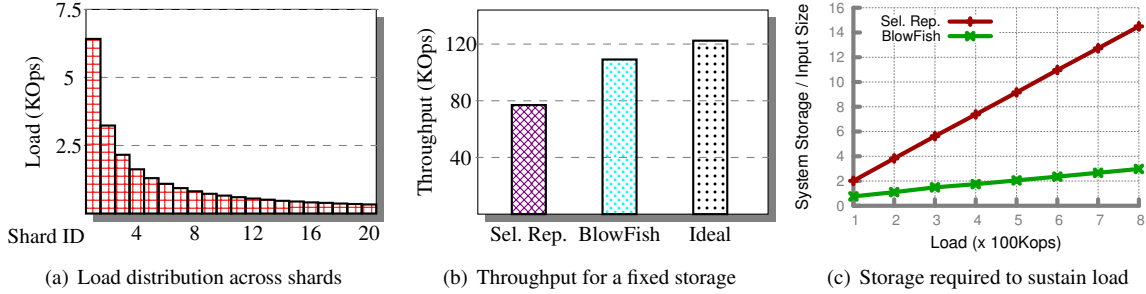 7.5
5
2.5
Load (KOps)
Shard ID 4 8 12 16 20
(a) Load distribution across shards
120
80
40
Throughput (KOps)
Sel. Rep. BlowFish Ideal
(b) Throughput for a fixed storage
16
14
12
10
8
6
4
2
0
System Storage / Input Size
Sel. Rep.
BlowFish
1 2 3 4 5 6 7 8
Load (x 100Kops)
(c) Storage required to sustain load